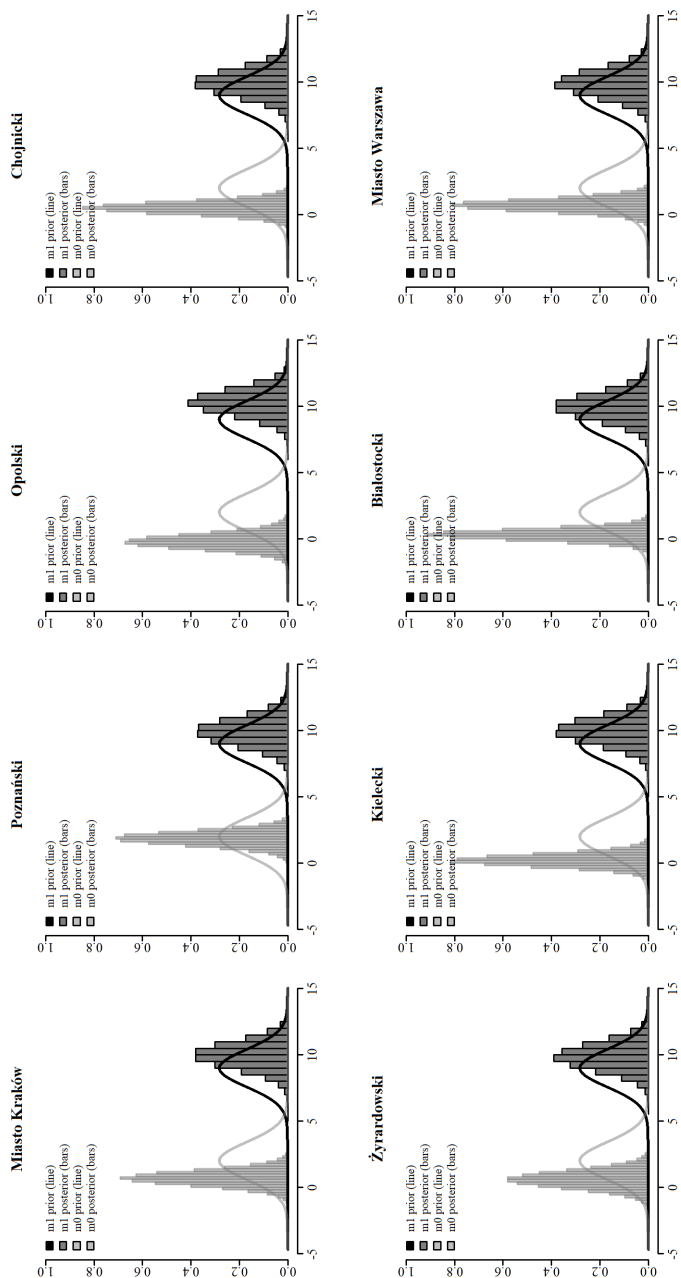 Miasto Kraków
m1 prior (line)
m1 posterior (bars)
m0 prior (line)
m0 posterior (bars)
1.0
0.8
0.6
0.4
0.2
0.0
-5 0 5 10 15
Poznański
m1 prior (line)
m1 posterior (bars)
m0 prior (line)
m0 posterior (bars)
1.0
0.8
0.6
0.4
0.2
0.0
-5 0 5 10 15
Opolski
m1 prior (line)
m1 posterior (bars)
m0 prior (line)
m0 posterior (bars)
1.0
0.8
0.6
0.4
0.2
0.0
-5 0 5 10 15
Chojnicki
m1 prior (line)
m1 posterior (bars)
m0 prior (line)
m0 posterior (bars)
1.0
0.8
0.6
0.4
0.2
0.0
-5 0 5 10 15
Żyrardowski
m1 prior (line)
m1 posterior (bars)
m0 prior (line)
m0 posterior (bars)
1.0
0.8
0.6
0.4
0.2
0.0
-5 0 5 10 15
Kielecki
m1 prior (line)
m1 posterior (bars)
m0 prior (line)
m0 posterior (bars)
1.0
0.8
0.6
0.4
0.2
0.0
-5 0 5 10 15
Białostocki
m1 prior (line)
m1 posterior (bars)
m0 prior (line)
m0 posterior (bars)
1.0
0.8
0.6
0.4
0.2
0.0
-5 0 5 10 15
Miasto Warszawa
m1 prior (line)
m1 posterior (bars)
m0 prior (line)
m0 posterior (bars)
1.0
0.8
0.6
0.4
0.2
0.0
-5 0 5 10 15